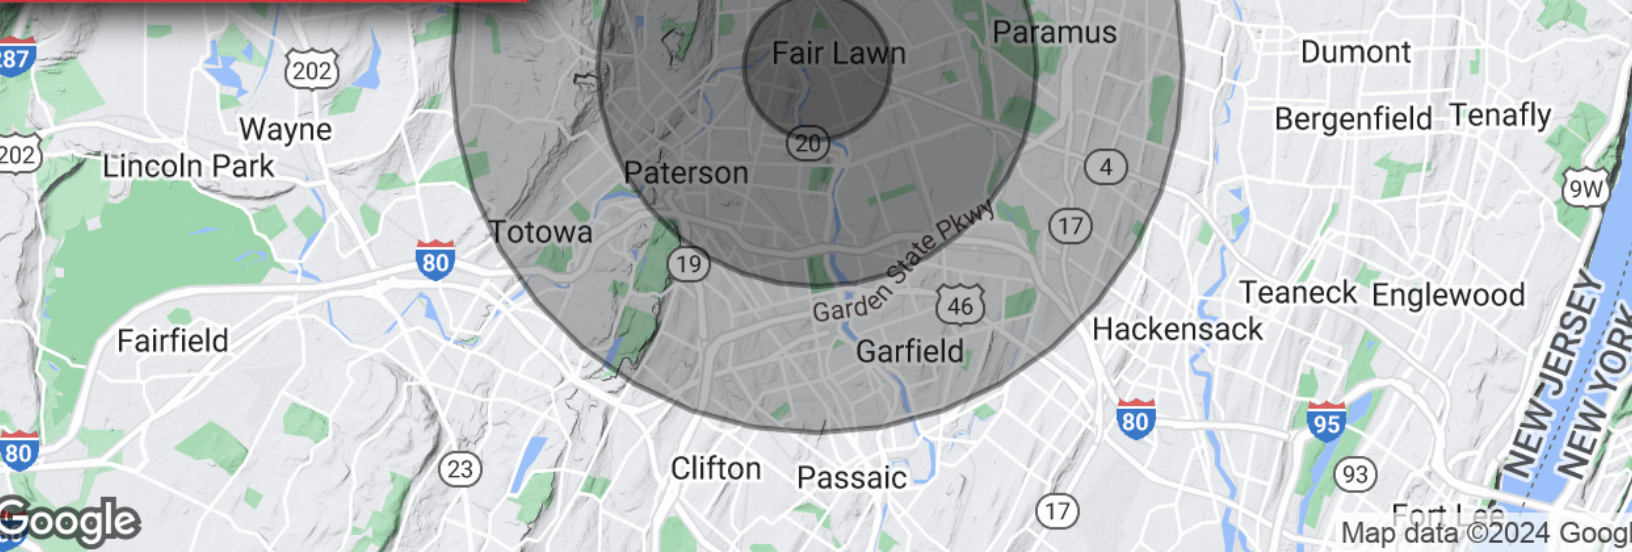 Fair Lawn
Paramus
Dumont
287
202
Wayne
Bergenfield
Tenafly
20
202
Lincoln Park
Paterson
4
9W
Totowa
17
80
19
Garden State Pkwy
46
Teaneck
Englewood
Fairfield
Garfield
Hackensack
NEW JERSEY
NEW YORK
80
95
80
23
Clifton
Passaic
93
17
Google
Fort Lee
Map data ©2024 Googl